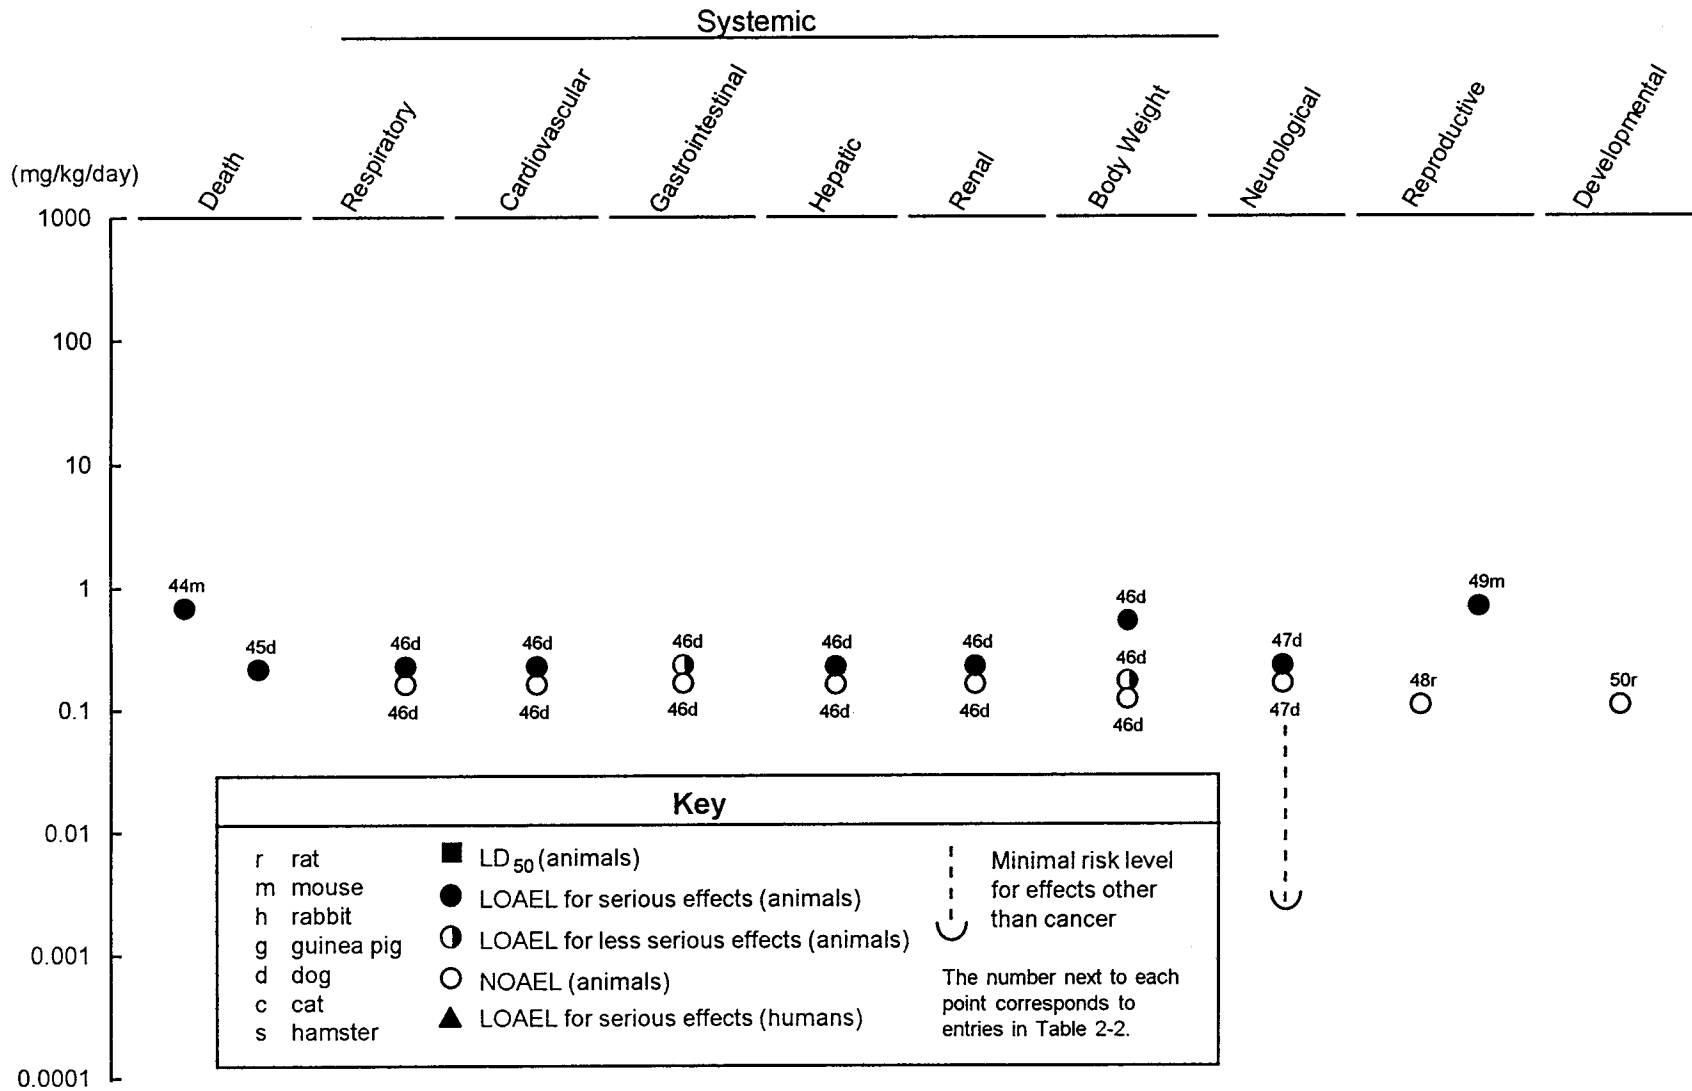 Systemic
(mg/kg/day)
Death
Respiratory
Cardiovascular
Gastrointestinal
Hepatic
Renal
Body Weight
Neurological
Reproductive
Developmental
1000
100
10
1
44m
46d
49m
45d
46d
46d
46d
46d
46d
46d
47d
48r
50r
0.1
46d
46d
46d
46d
46d
46d
47d
Key
0.01
r rat
m mouse
h rabbit
g guinea pig
d dog
c cat
s hamster
LD50 (animals)
LOAEL for serious effects (animals)
LOAEL for less serious effects (animals)
NOAEL (animals)
LOAEL for serious effects (humans)
Minimal risk level
for effects other
than cancer
The number next to each
point corresponds to
entries in Table 2-2.
0.001
0.0001